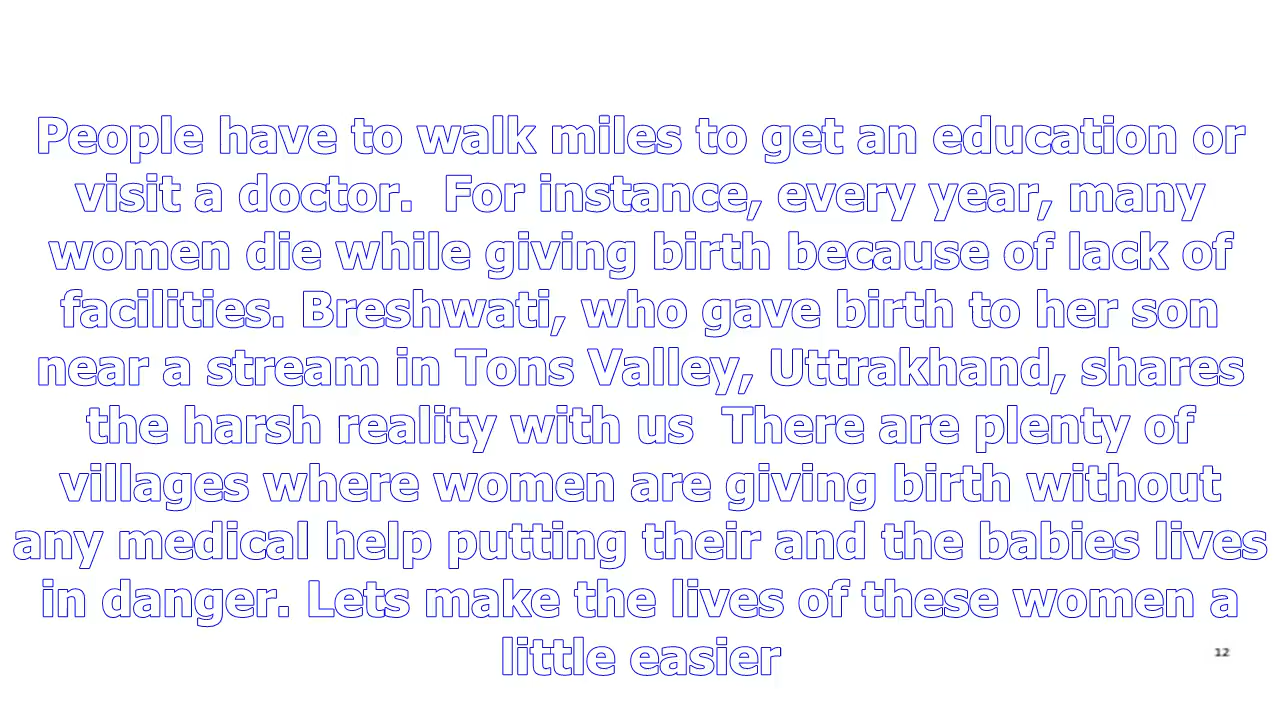 People have to walk miles to get an education or
visit a doctor.  For instance, every year, many
women die while giving birth because of lack of
facilities. Breshwati, who gave birth to her son
near a stream in Tons Valley, Uttrakhand, shares
the harsh reality with us  There are plenty of
villages where women are giving birth without
any medical help putting their and the babies lives
in danger. Lets make the lives of these women a
little easier
12